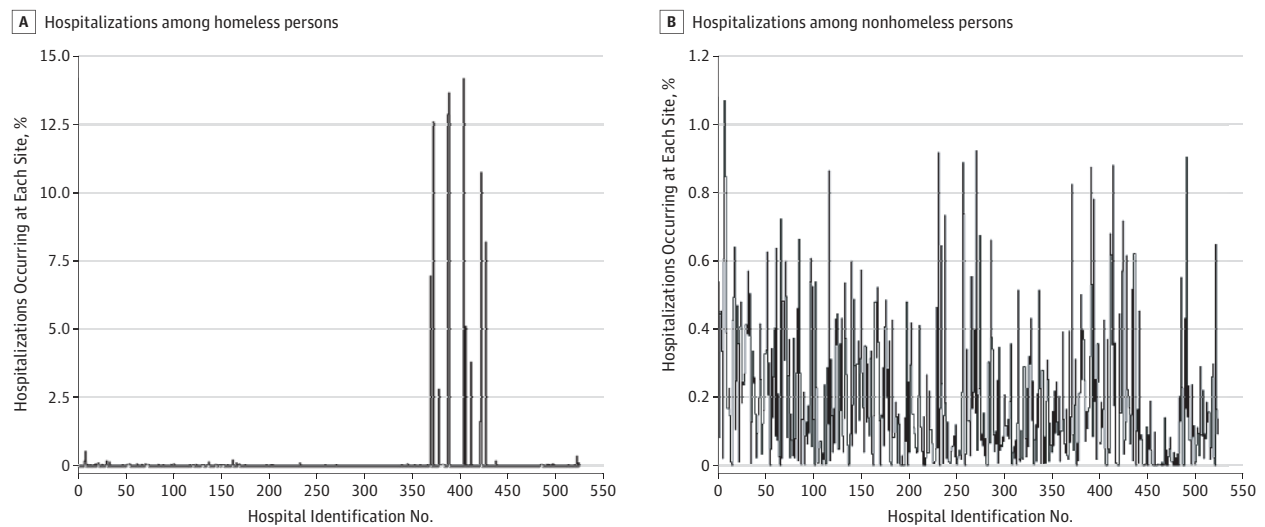 A Hospitalizations among homeless persons
15.0
12.5
10.0
7.5
5.0
2.5
0
Hospitalizations Occurring at Each Site, %
0 50 100 150 200 250 300 350 400 450 500 550
Hospital Identification No.
B Hospitalizations among nonhomeless persons
1.2
1.0
0.8
0.6
0.4
0.2
0
Hospitalizations Occurring at Each Site, %
0 50 100 150 200 250 300 350 400 450 500 550
Hospital Identification No.